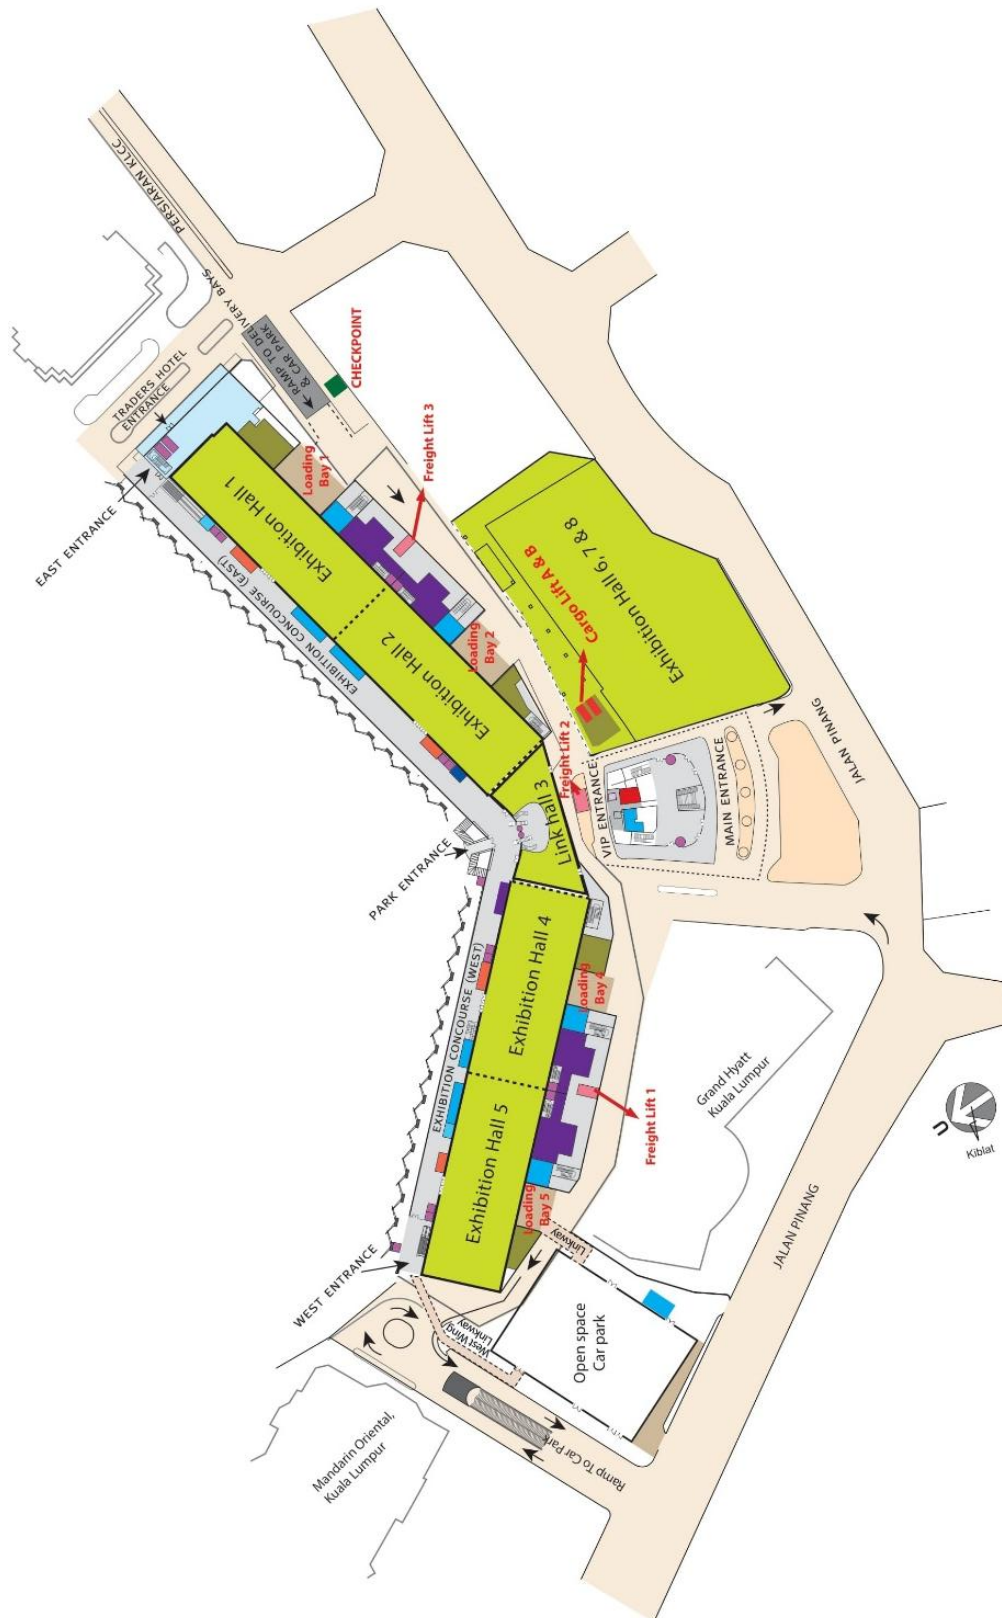 PERSIARAN KLCC
RAMP TO DELIVERY BAYS
& CAR PARK
CHECKPOINT
TRADERS HOTEL
ENTRANCE
EAST ENTRANCE
Loading
Bay 1
Freight Lift 3
Exhibition Hall 1
EXHIBITION CONCOURSE (EAST)
Exhibition Hall 2
Loading
Bay 2
Exhibition Hall 6, 7 & 8
Cargo Lift A & B
Freight Lift 2
Link hall 3
VIP ENTRANCE
MAIN ENTRANCE
JALAN PINANG
PARK ENTRANCE
Exhibition Hall 4
Loading
Bay 4
EXHIBITION CONCOURSE (WEST)
Exhibition Hall 5
Freight Lift 1
Grand Hyatt
Kuala Lumpur
Loading
Bay 5
Linkway
WEST ENTRANCE
West Wing
Linkway
Open space
Car park
JALAN PINANG
Ramp To Car Park
Mandarin Oriental,
Kuala Lumpur
U
Kiblat